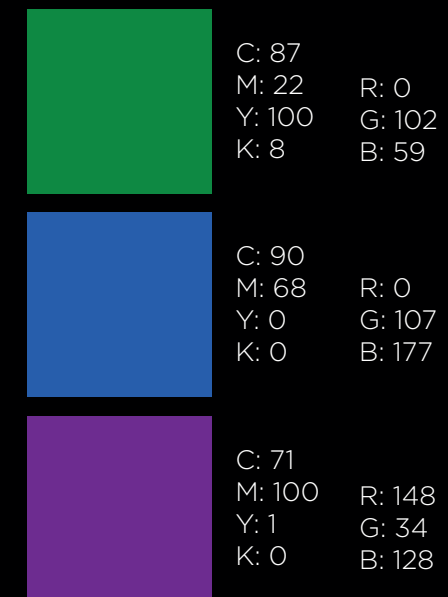 C: 87
M: 22
Y: 100
K: 8
R: 0
G: 102
B: 59
C: 90
M: 68
Y: 0
K: 0
R: 0
G: 107
B: 177
C: 71
M: 100
Y: 1
K: 0
R: 148
G: 34
B: 128